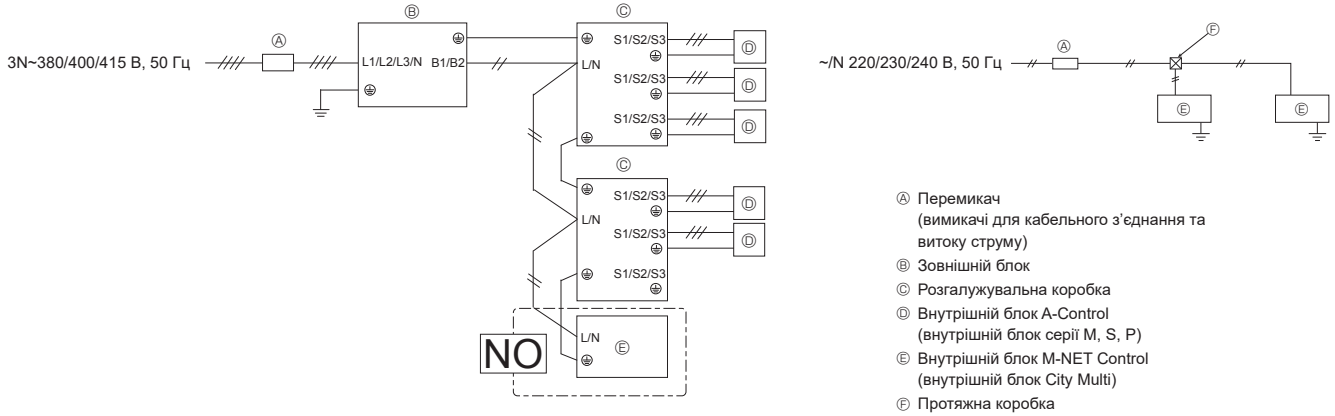 3N~380/400/415 В, 50 Гц
Ⓐ
Ⓑ
L1/L2/L3/N
B1/B2
Ⓒ
L/N
S1/S2/S3
S1/S2/S3
S1/S2/S3
Ⓓ
Ⓓ
Ⓓ
Ⓒ
L/N
S1/S2/S3
S1/S2/S3
S1/S2/S3
Ⓓ
Ⓓ
NO
L/N
Ⓔ
~/N 220/230/240 В, 50 Гц
Ⓐ
Ⓕ
Ⓔ
Ⓔ
Ⓐ Перемикач
(вимикачі для кабельного з’єднання та
витоку струму)
Ⓑ Зовнішній блок
Ⓒ Розгалужувальна коробка
Ⓓ Внутрішній блок A-Control
(внутрішній блок серії M, S, P)
Ⓔ Внутрішній блок M-NET Control
(внутрішній блок City Multi)
Ⓕ Протяжна коробка